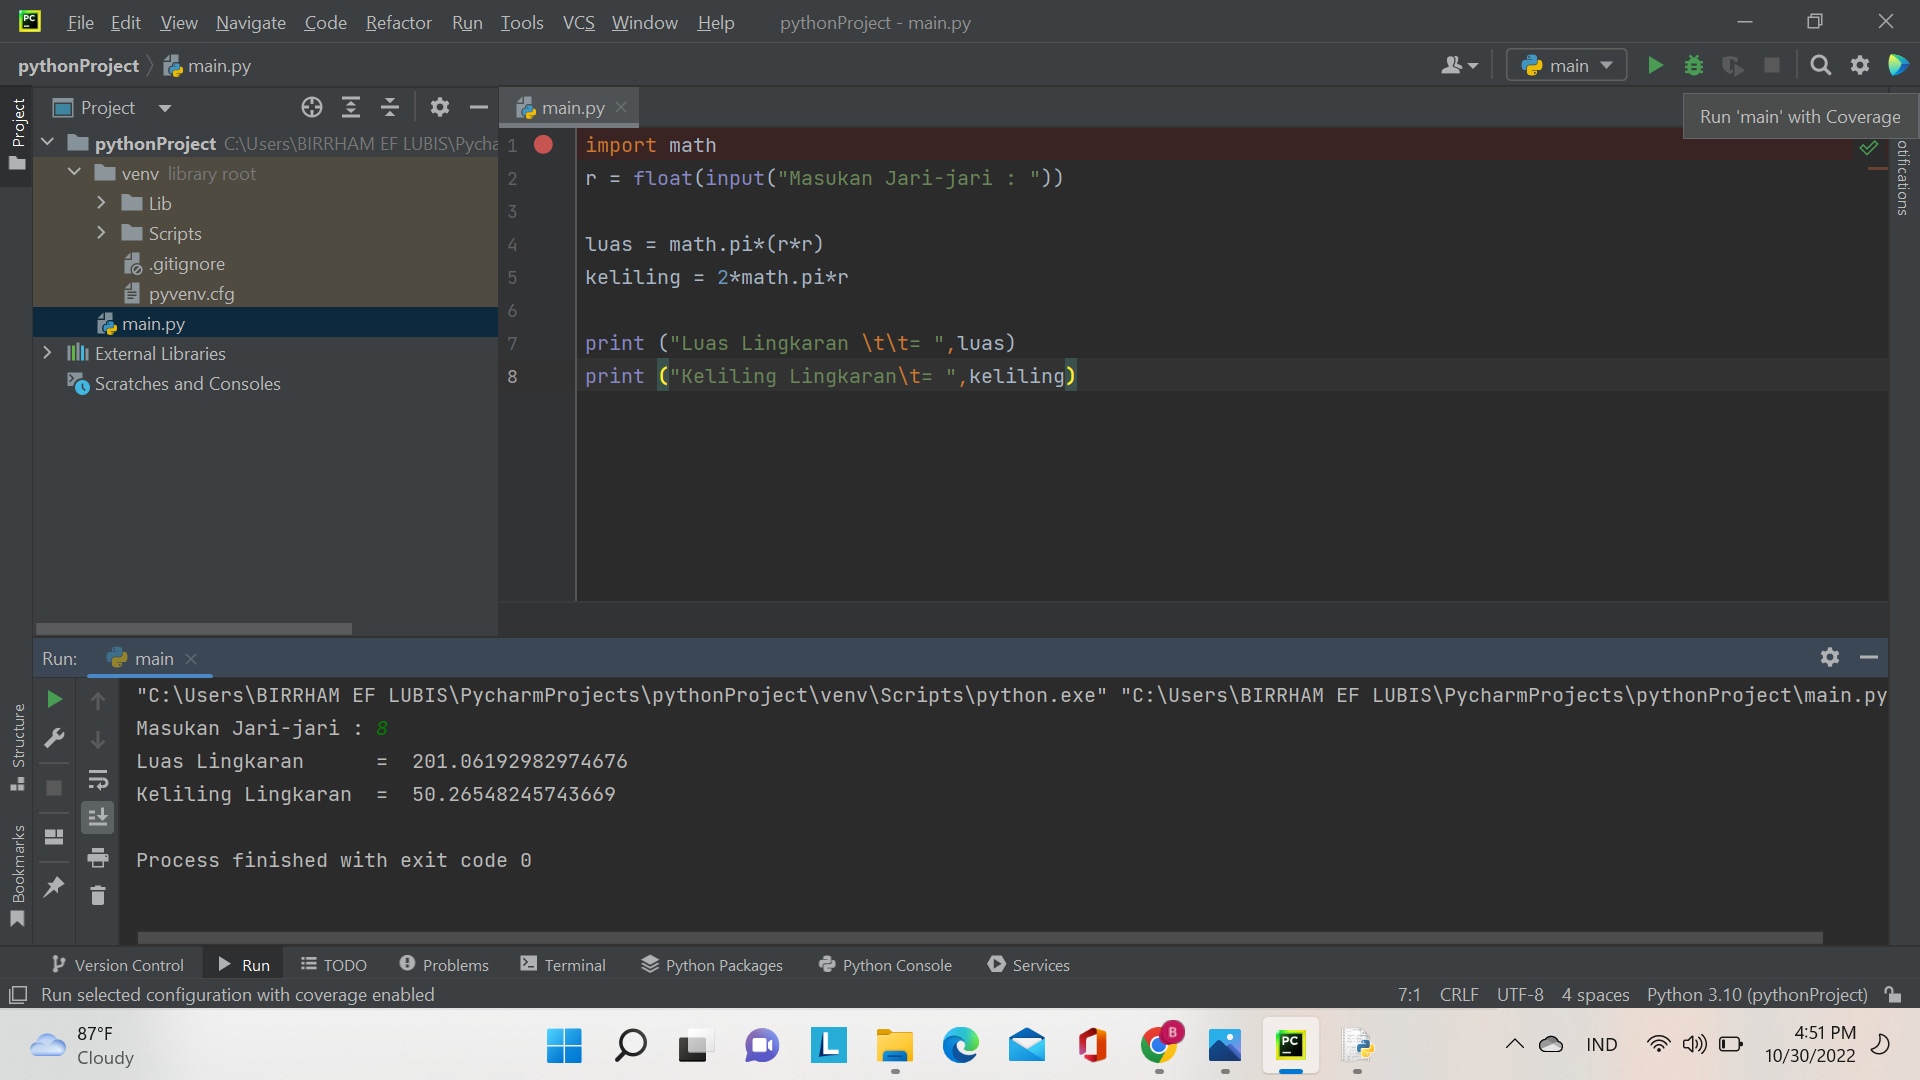 File Edit View Navigate Code Refactor Run Tools VCS Window Help pythonProject - main.py
pythonProject main.py
main
Run 'main' with Coverage
Project
Project
main.py
pythonProject C:\Users\BIRRHAM EF LUBIS\Pycha
venv library root
Lib
Scripts
.gitignore
pyvenv.cfg
main.py
External Libraries
Scratches and Consoles
1 import math
2 r = float(input("Masukan Jari-jari : "))
3
4 luas = math.pi*(r*r)
5 keliling = 2*math.pi*r
6
7 print ("Luas Lingkaran \t\t= ",luas)
8 print ("Keliling Lingkaran\t= ",keliling)
otifications
Run: main
"C:\Users\BIRRHAM EF LUBIS\PycharmProjects\pythonProject\venv\Scripts\python.exe" "C:\Users\BIRRHAM EF LUBIS\PycharmProjects\pythonProject\main.py
Masukan Jari-jari : 8
Luas Lingkaran = 201.06192982974676
Keliling Lingkaran = 50.26548245743669
Process finished with exit code 0
Structure
Bookmarks
Version Control Run TODO Problems Terminal Python Packages Python Console Services
Run selected configuration with coverage enabled 7:1 CRLF UTF-8 4 spaces Python 3.10 (pythonProject)
87°F
Cloudy
L
B
PC
IND
4:51 PM
10/30/2022